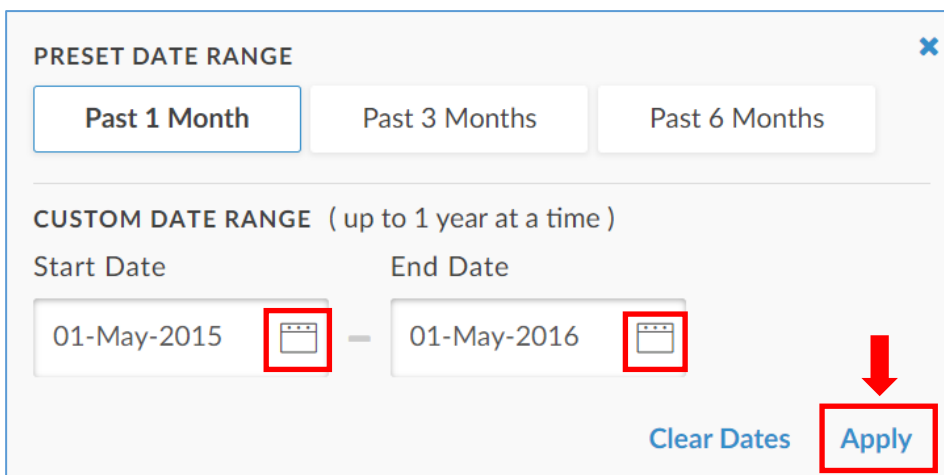 PRESET DATE RANGE
Past 1 Month Past 3 Months Past 6 Months
CUSTOM DATE RANGE ( up to 1 year at a time )
Start Date End Date
01-May-2015 – 01-May-2016
Clear Dates Apply